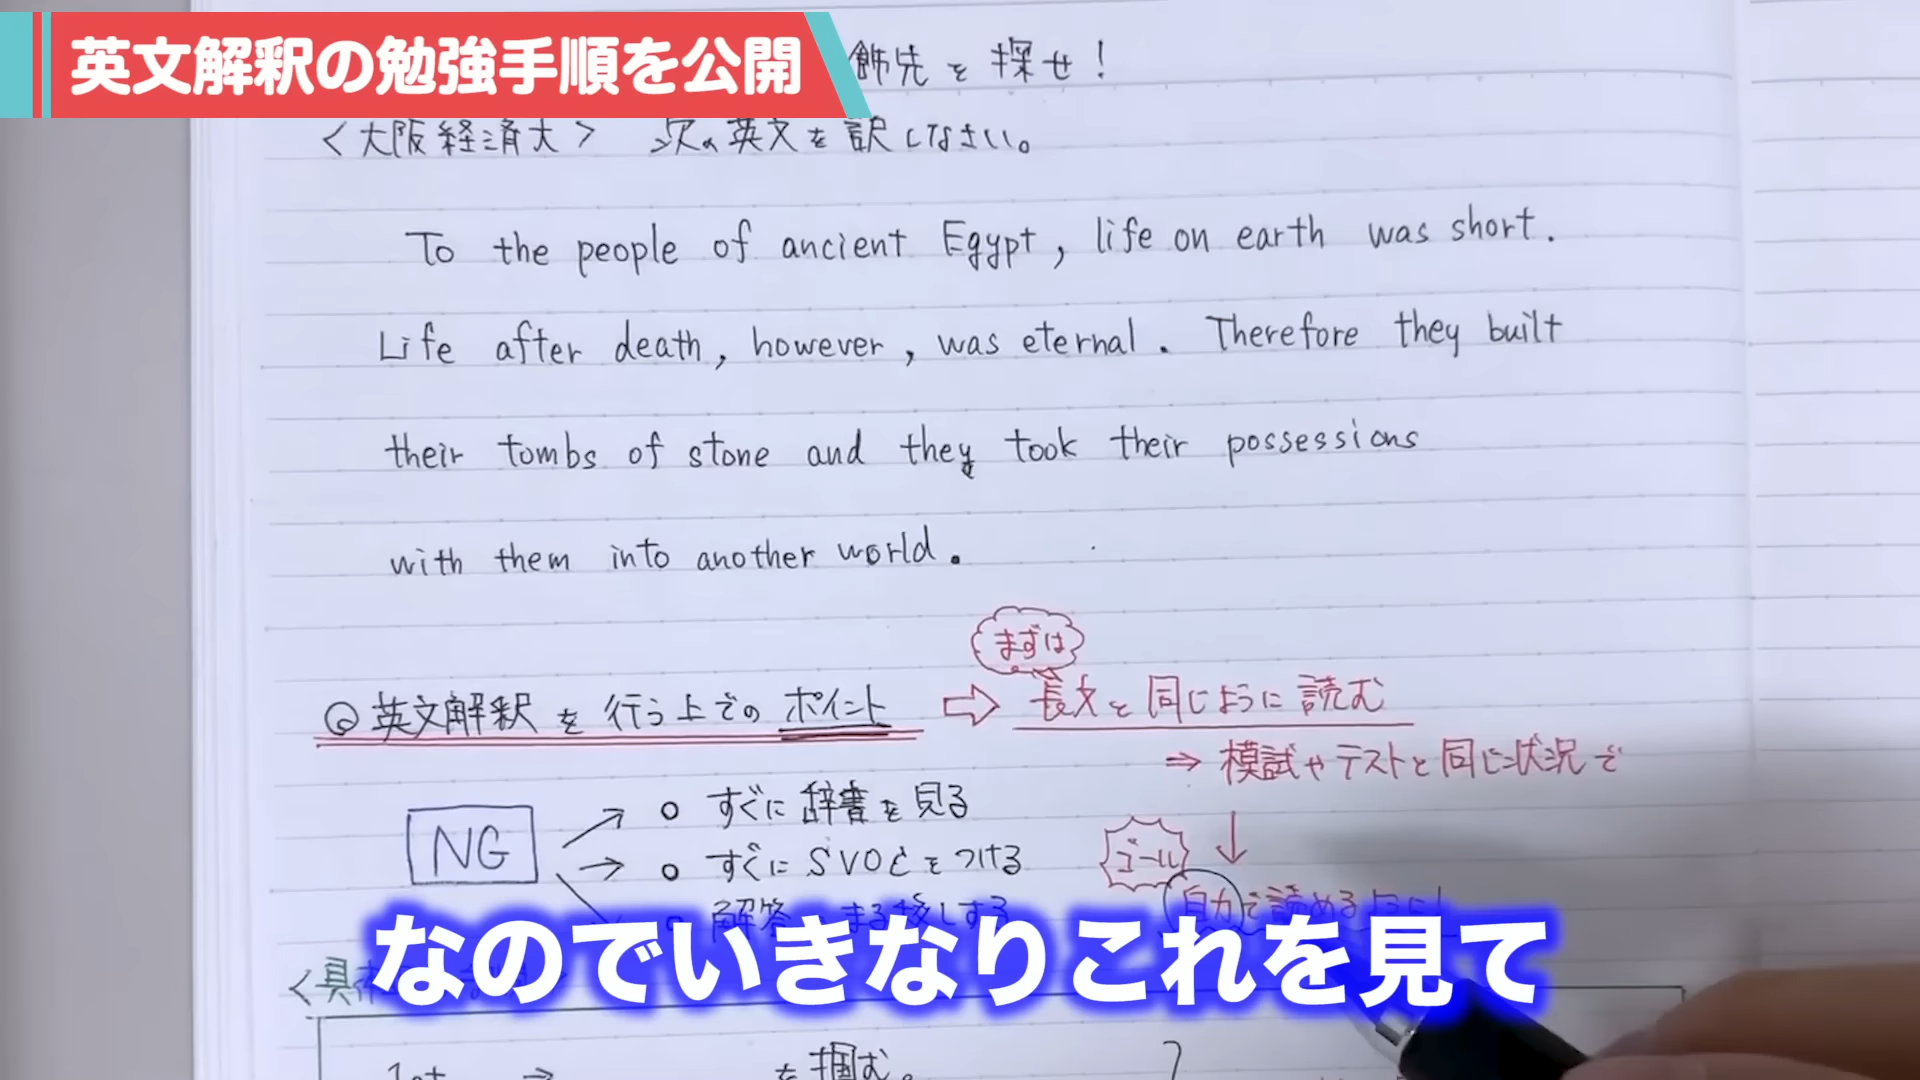 英文解釈の勉強手順を公開
飾先を探せ!
<大阪経済大> 次の英文を訳しなさい。
To the people of ancient Egypt, life on earth was short.
Life after death, however, was eternal. Therefore they built
their tombs of stone and they took their possessions
with them into another world.
まずは
◎英文解釈を行う上でのポイント ⇨ 長文と同じように読む
⇒ 模試やテストと同じ状況で
NG
→ ○ すぐに辞書を見る
→ ○ すぐに SVOCをつける
ゴール ↓
解答 する
自力で読めるように!
なのでいきなりこれを見て
<具
1st → を掴む。